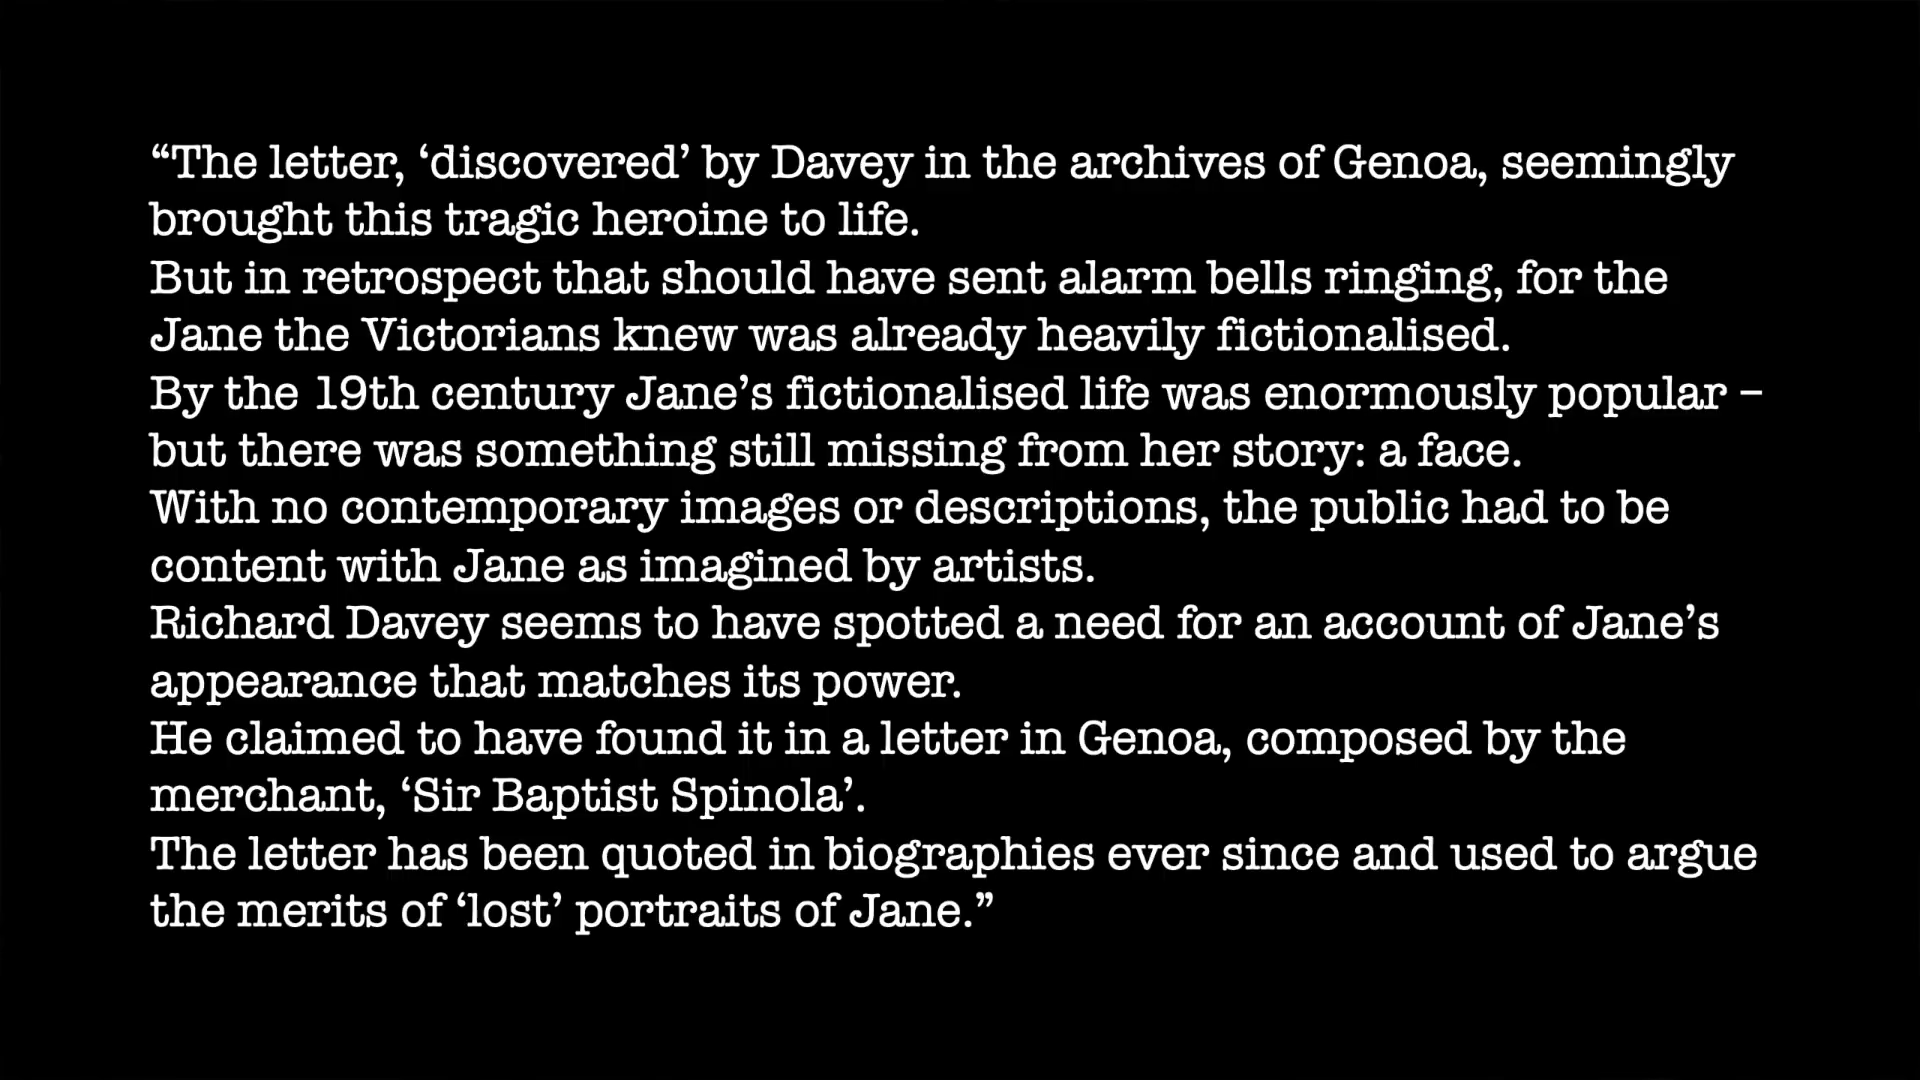 “The letter, ‘discovered’ by Davey in the archives of Genoa, seemingly
brought this tragic heroine to life.
But in retrospect that should have sent alarm bells ringing, for the
Jane the Victorians knew was already heavily fictionalised.
By the 19th century Jane’s fictionalised life was enormously popular –
but there was something still missing from her story: a face.
With no contemporary images or descriptions, the public had to be
content with Jane as imagined by artists.
Richard Davey seems to have spotted a need for an account of Jane’s
appearance that matches its power.
He claimed to have found it in a letter in Genoa, composed by the
merchant, ‘Sir Baptist Spinola’.
The letter has been quoted in biographies ever since and used to argue
the merits of ‘lost’ portraits of Jane.”